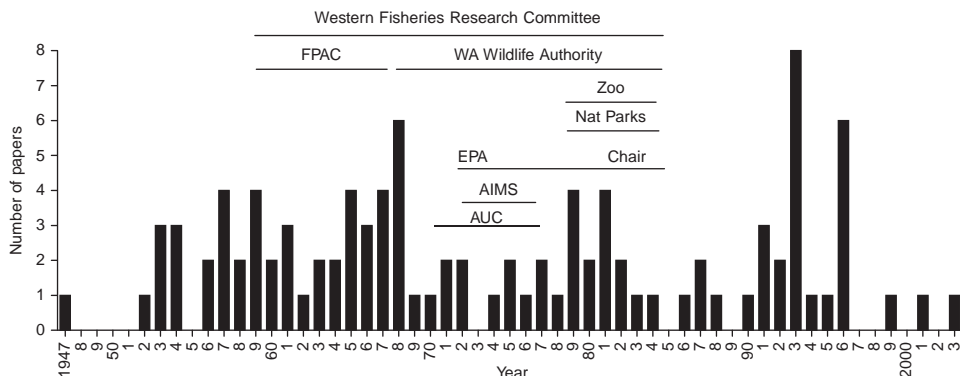 Western Fisheries Research Committee
FPAC WA Wildlife Authority
Zoo
Nat Parks
EPA Chair
AIMS
AUC
Number of papers
8
7
6
5
4
3
2
1
0
1947 8 9 50 1 2 3 4 5 6 7 8 9 60 1 2 3 4 5 6 7 8 9 70 1 2 3 4 5 6 7 8 9 80 1 2 3 4 5 6 7 8 9 90 1 2 3 4 5 6 7 8 9 2000 1 2 3
Year